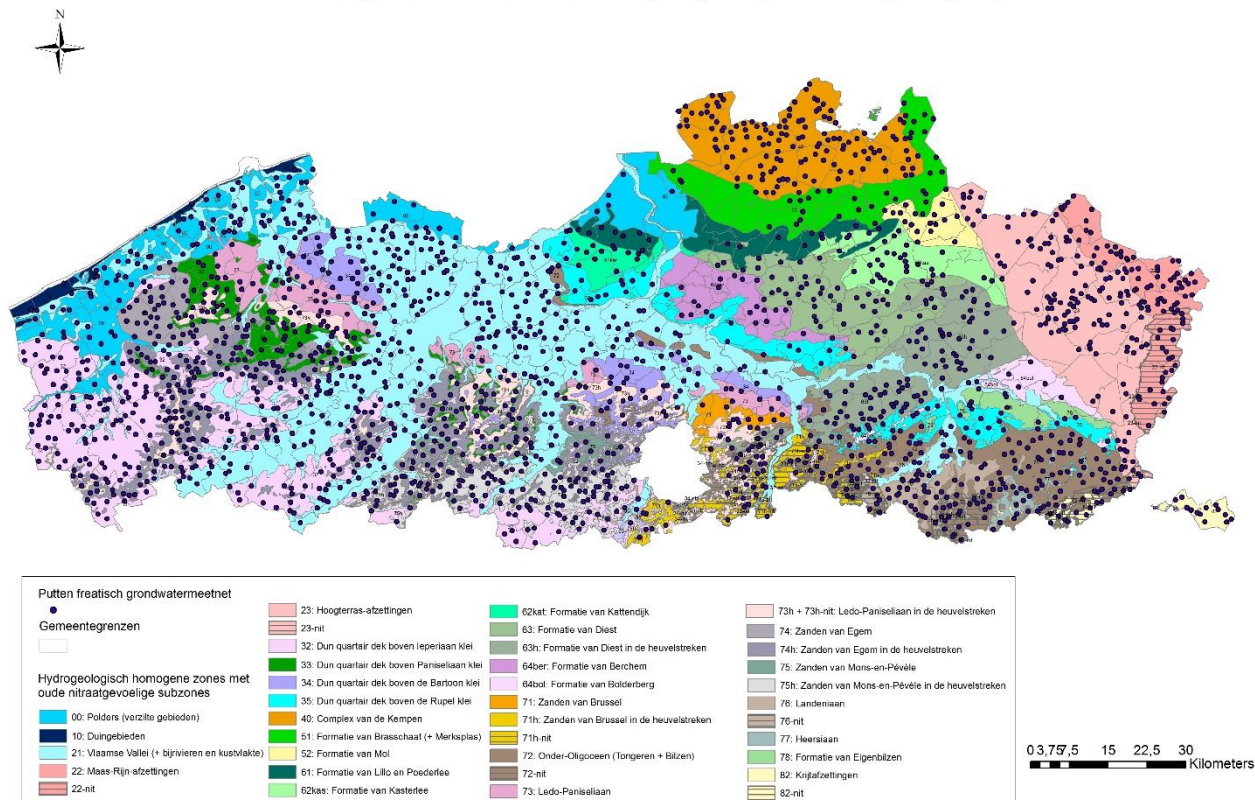 N
Putten freatisch grondwatermeetnet
Gemeentegrenzen
Hydrogeologisch homogene zones met
oude nitraatgevoelige subzones
00: Polders (verzilte gebieden)
10: Duingebieden
21: Vlaamse Vallei (+ bijrivieren en kustvlakte)
22: Maas-Rijn-afzettingen
22-nit
23: Hoogterras-afzettingen
23-nit
32: Dun quartair dek boven Ieperiaan klei
33: Dun quartair dek boven Paniseliaan klei
34: Dun quartair dek boven de Bartoon klei
35: Dun quartair dek boven de Rupel klei
40: Complex van de Kempen
51: Formatie van Brasschaat (+ Merksplas)
52: Formatie van Mol
61: Formatie van Lillo en Poederlee
62kas: Formatie van Kasterlee
62kat: Formatie van Kattendijk
63: Formatie van Diest
63h: Formatie van Diest in de heuvelstreken
64ber: Formatie van Berchem
64bol: Formatie van Bolderberg
71: Zanden van Brussel
71h: Zanden van Brussel in de heuvelstreken
71h-nit
72: Onder-Oligoceen (Tongeren + Bilzen)
72-nit
73: Ledo-Paniseliaan
73h + 73h-nit: Ledo-Paniseliaan in de heuvelstreken
74: Zanden van Egem
74h: Zanden van Egem in de heuvelstreken
75: Zanden van Mons-en-Pévèle
75h: Zanden van Mons-en-Pévèle in de heuvelstreken
76: Landeniaan
76-nit
77: Heersiaan
78: Formatie van Eigenbilzen
82: Krijtafzettingen
82-nit
0 3,75 7,5 15 22,5 30
Kilometers